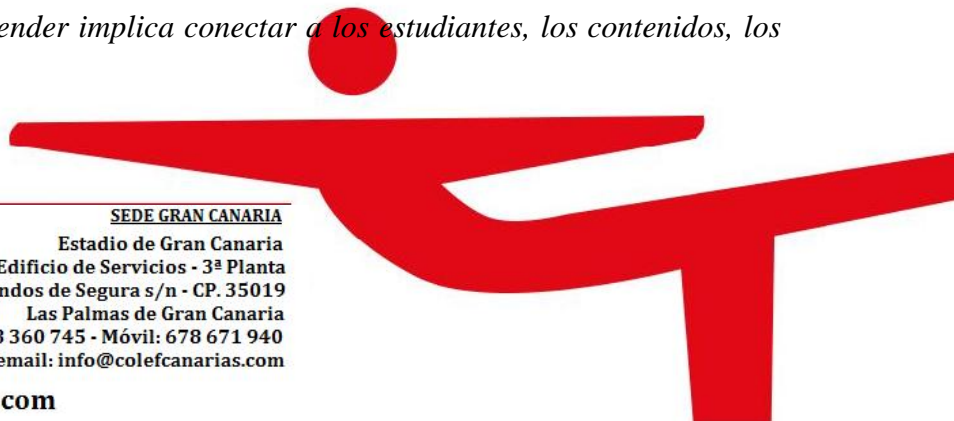 ender implica conectar a los estudiantes, los contenidos, los
SEDE GRAN CANARIA
Estadio de Gran Canaria
Edificio de Servicios - 3ª Planta
ndos de Segura s/n - CP. 35019
Las Palmas de Gran Canaria
3 360 745 - Móvil: 678 671 940
email: info@colefcanarias.com
com